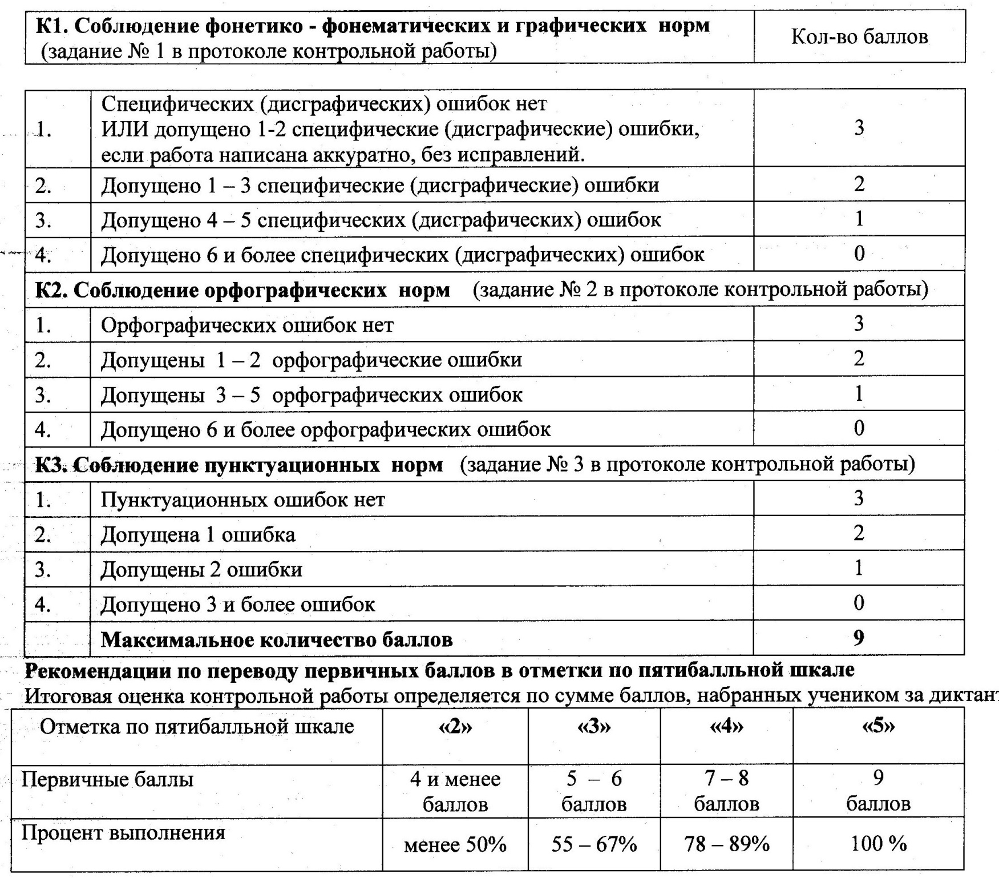 К1. Соблюдение фонетико - фонематических и графических норм
(задание № 1 в протоколе контрольной работы)
Кол-во баллов
1.
Специфических (дисграфических) ошибок нет
ИЛИ допущено 1-2 специфические (дисграфические) ошибки,
если работа написана аккуратно, без исправлений.
3
2.
Допущено 1 – 3 специфические (дисграфические) ошибки
2
3.
Допущено 4 – 5 специфических (дисграфических) ошибок
1
4.
Допущено 6 и более специфических (дисграфических) ошибок
0
К2. Соблюдение орфографических норм (задание № 2 в протоколе контрольной работы)
1.
Орфографических ошибок нет
3
2.
Допущены 1 – 2 орфографические ошибки
2
3.
Допущены 3 – 5 орфографических ошибок
1
4.
Допущено 6 и более орфографических ошибок
0
К3. Соблюдение пунктуационных норм (задание № 3 в протоколе контрольной работы)
1.
Пунктуационных ошибок нет
3
2.
Допущена 1 ошибка
2
3.
Допущены 2 ошибки
1
4.
Допущено 3 и более ошибок
0
Максимальное количество баллов
9
Рекомендации по переводу первичных баллов в отметки по пятибалльной шкале
Итоговая оценка контрольной работы определяется по сумме баллов, набранных учеником за диктант
Отметка по пятибалльной шкале
«2»
«3»
«4»
«5»
Первичные баллы
4 и менее
баллов
5 – 6
баллов
7 – 8
баллов
9
баллов
Процент выполнения
менее 50%
55 – 67%
78 – 89%
100 %